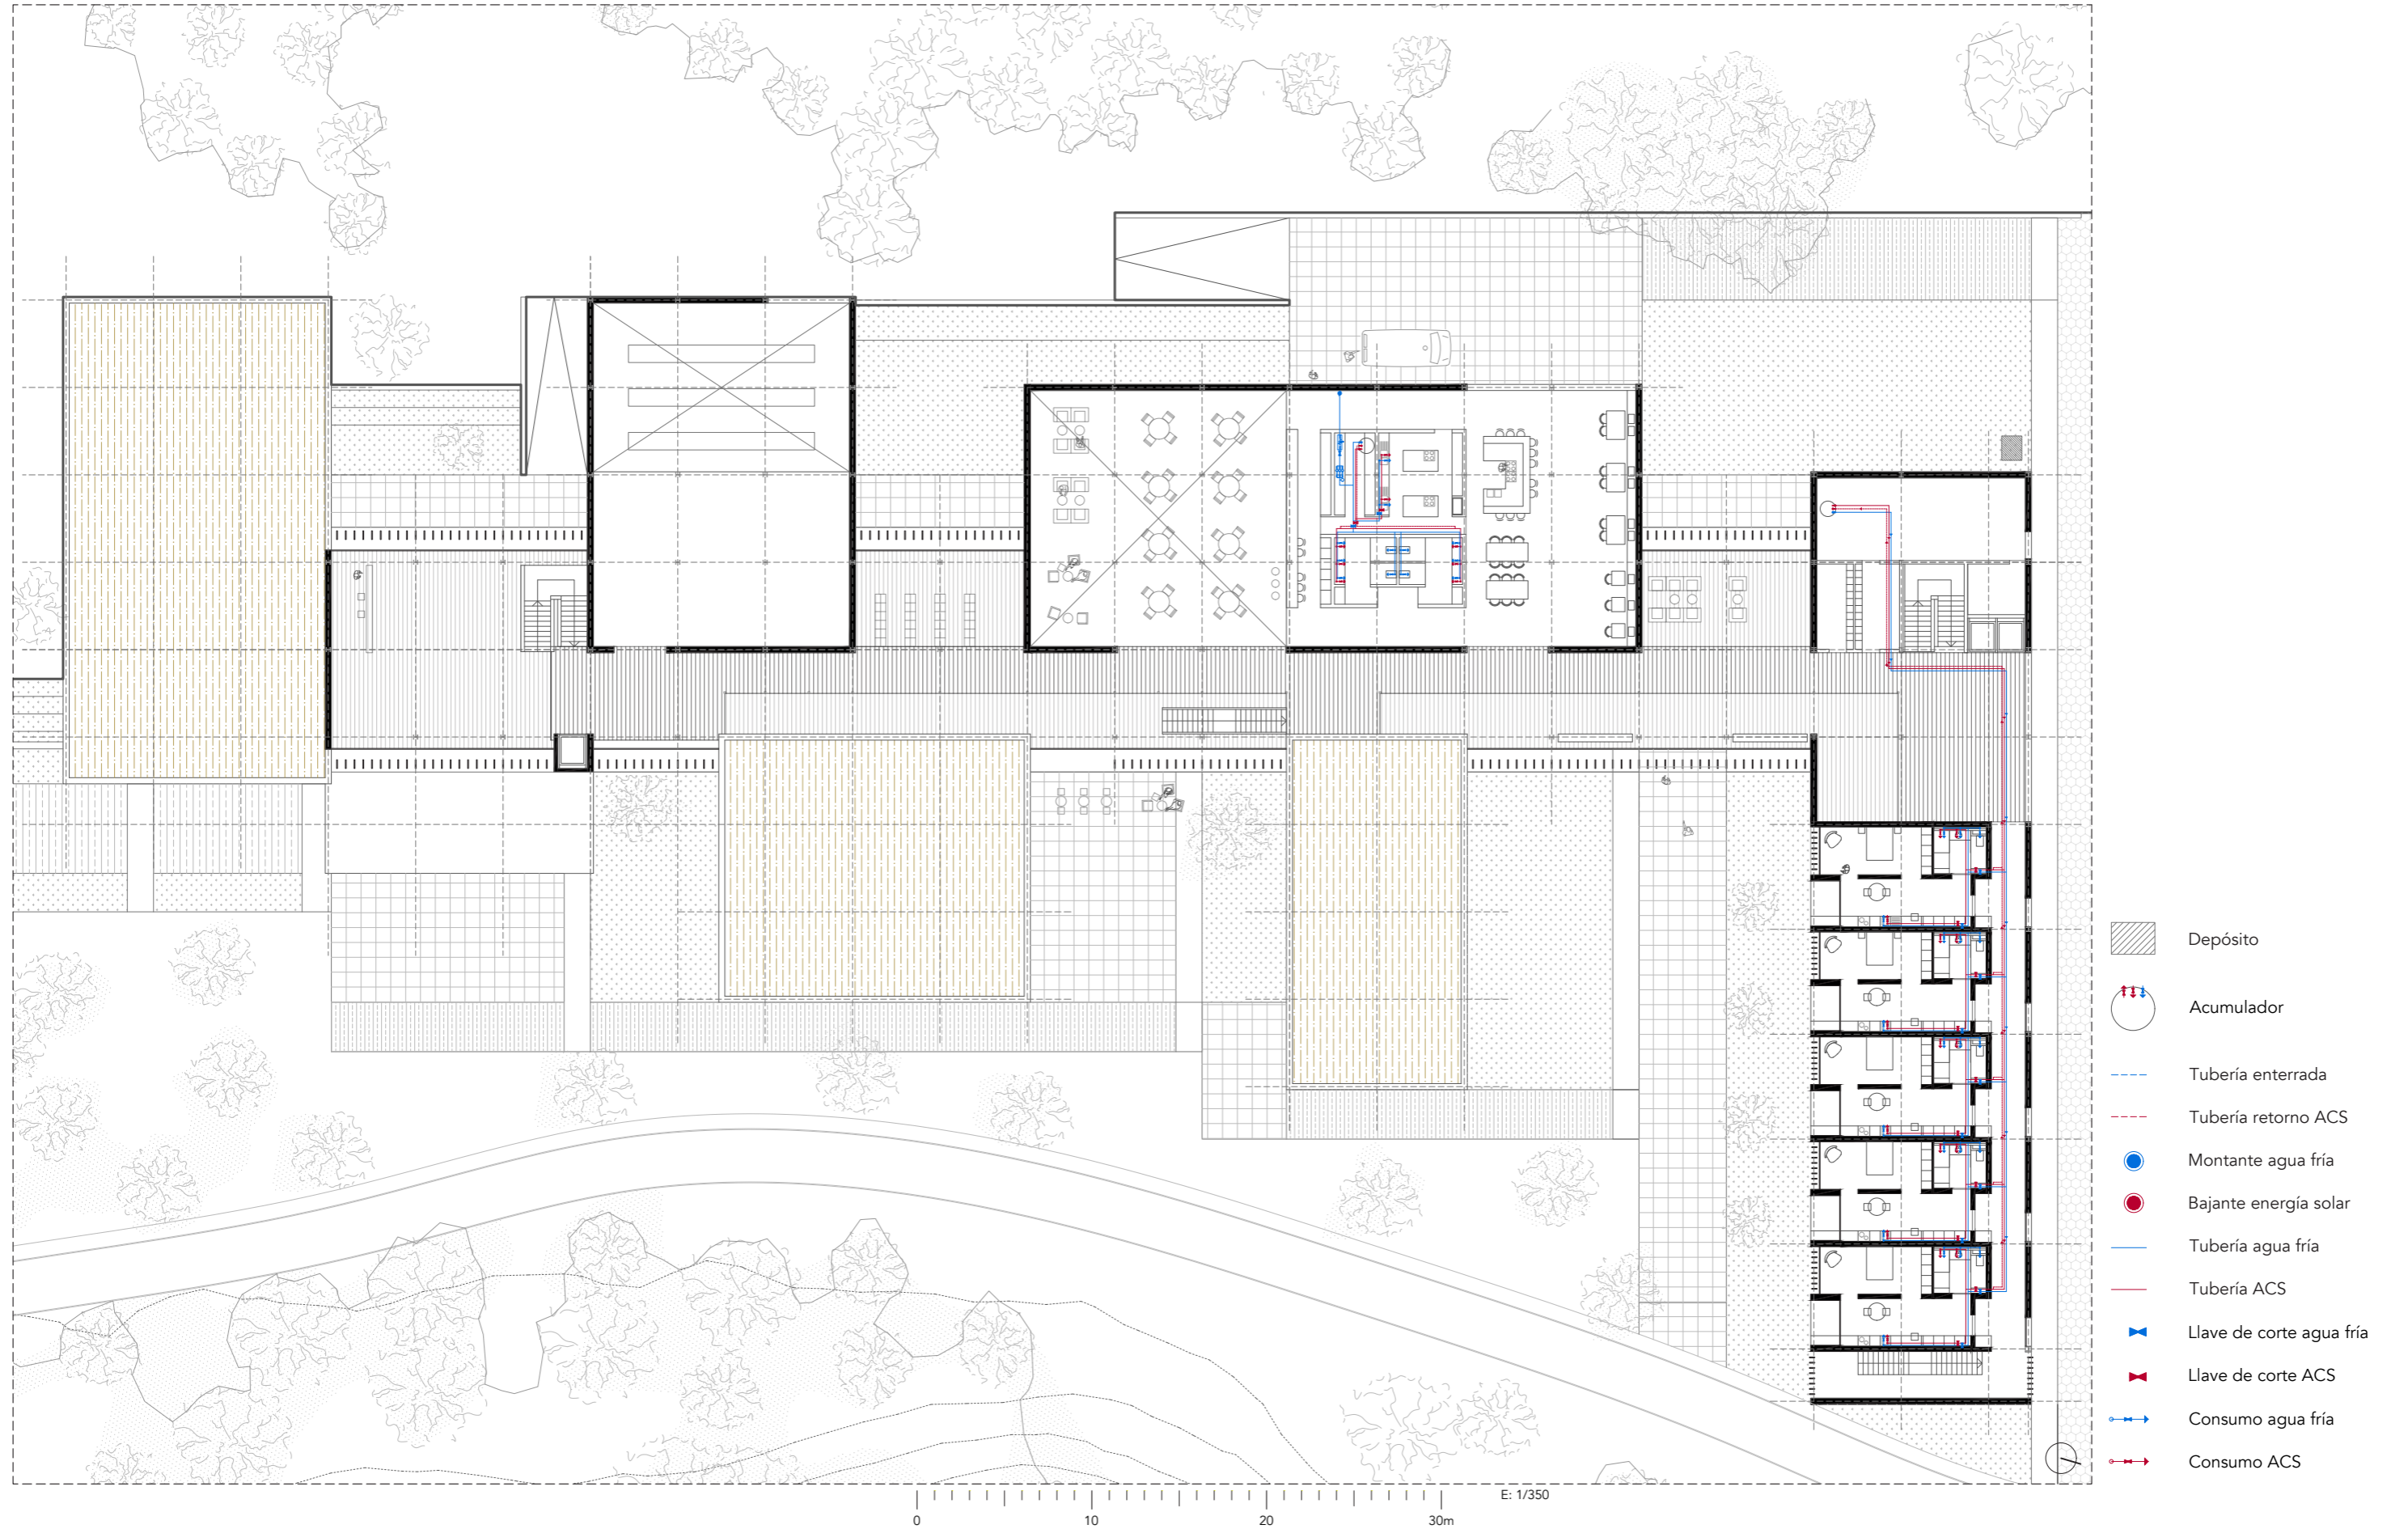 Depósito
Acumulador
Tubería enterrada
Tubería retorno ACS
Montante agua fría
Bajante energía solar
Tubería agua fría
Tubería ACS
Llave de corte agua fría
Llave de corte ACS
Consumo agua fría
Consumo ACS
E: 1/350
0 10 20 30m